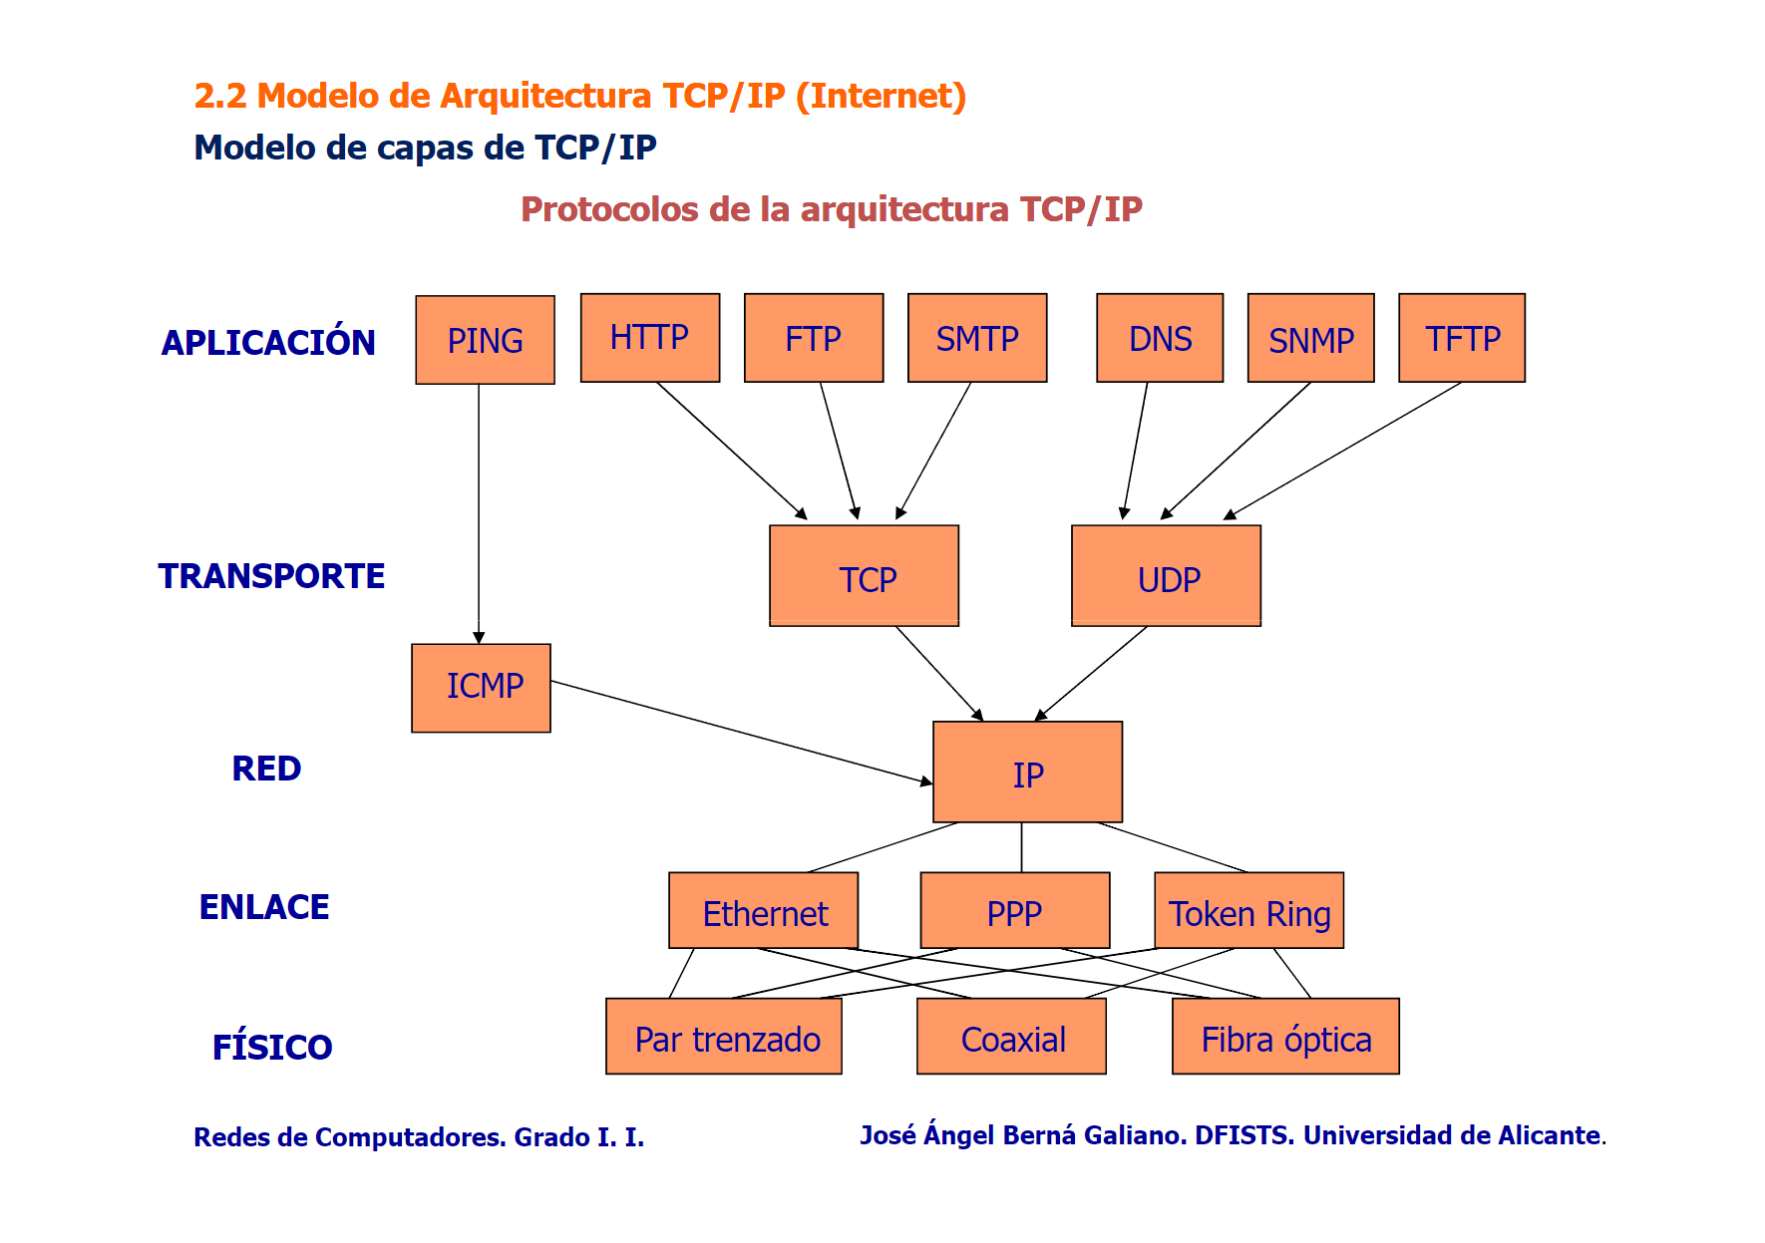 2.2 Modelo de Arquitectura TCP/IP (Internet)
Modelo de capas de TCP/IP
Protocolos de la arquitectura TCP/IP
APLICACIÓN PING HTTP FTP SMTP DNS SNMP TFTP
TRANSPORTE TCP UDP
ICMP
RED IP
ENLACE Ethernet PPP Token Ring
FÍSICO Par trenzado Coaxial Fibra óptica
Redes de Computadores. Grado I. I. José Ángel Berná Galiano. DFISTS. Universidad de Alicante.